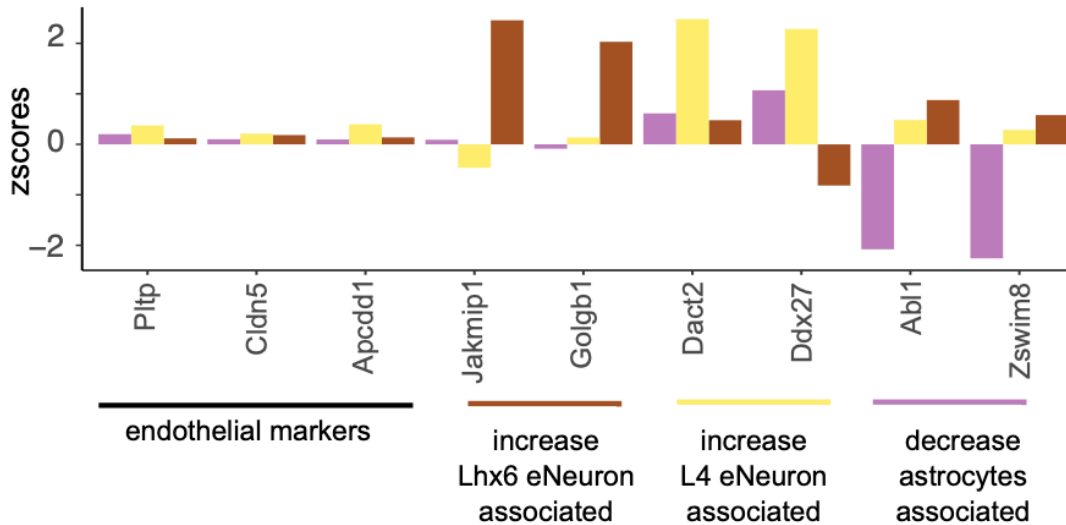 2
0
−2
zscores
Pltp
Cldn5
Apcdd1
Jakmip1
Golgb1
Dact2
Ddx27
Abl1
Zswim8
endothelial markers
increase
Lhx6 eNeuron
associated
increase
L4 eNeuron
associated
decrease
astrocytes
associated